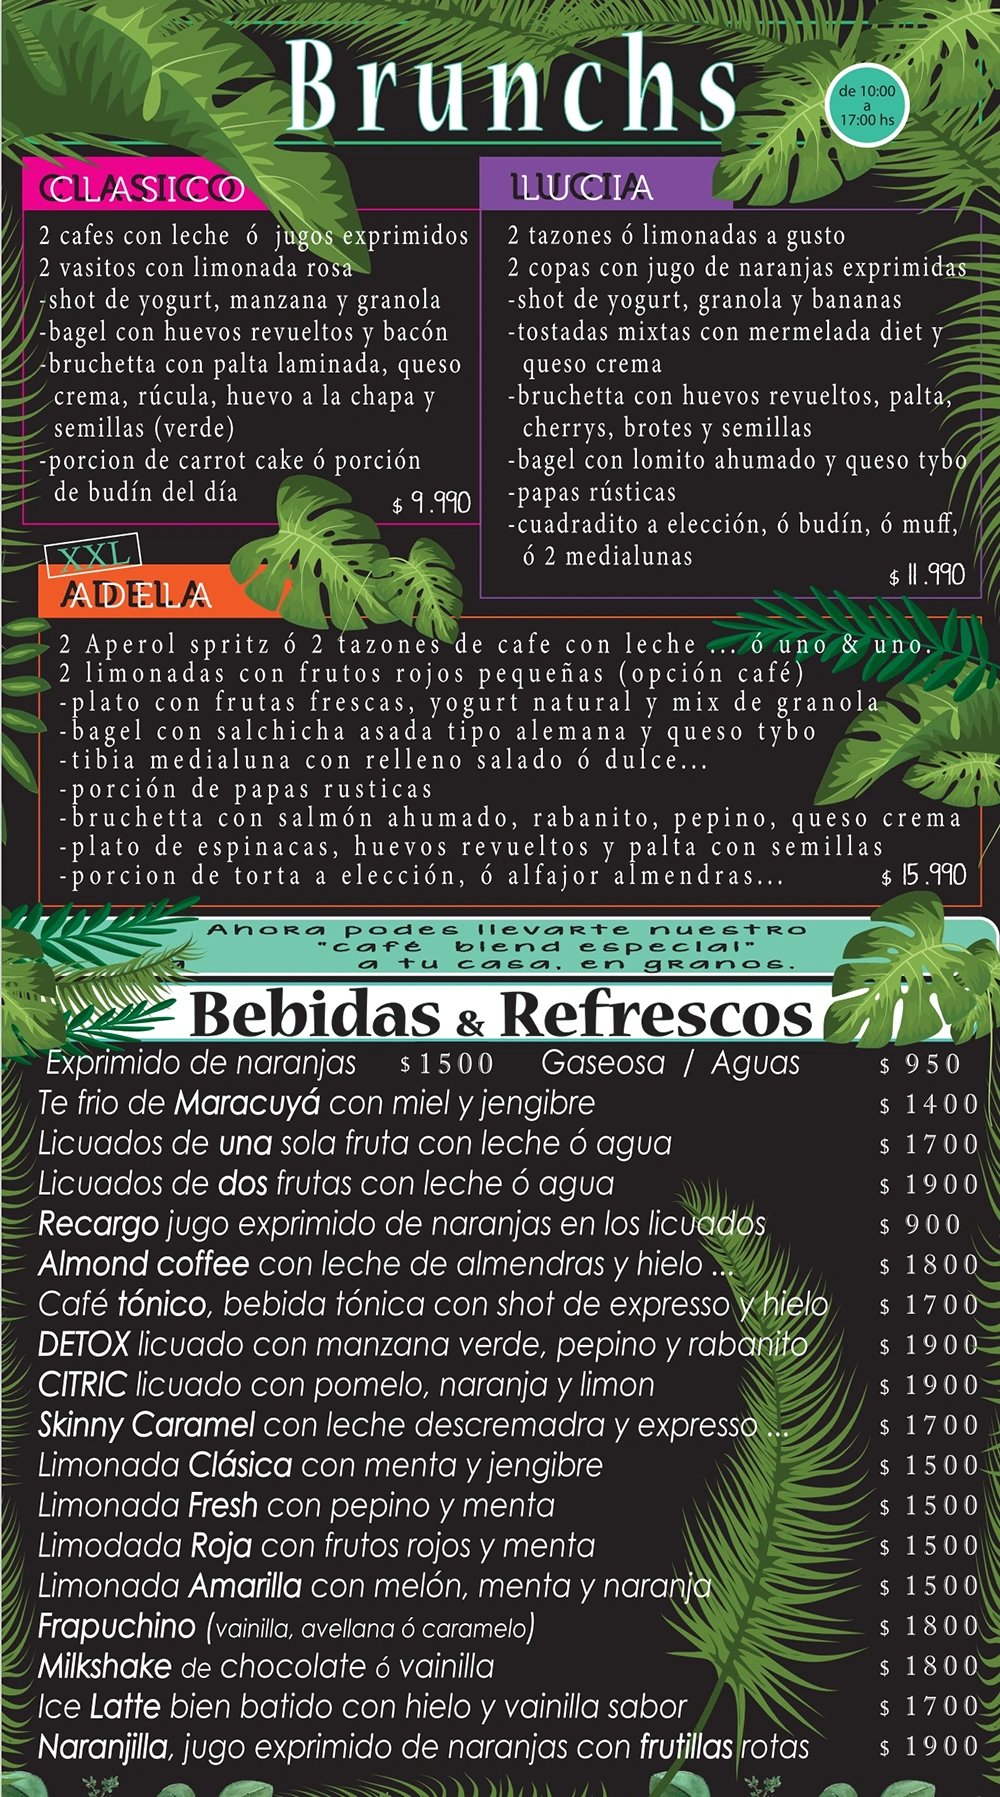 Brunchs
de 10:00
a
17:00 hs
CLASICO
2 cafes con leche ó jugos exprimidos
2 vasitos con limonada rosa
-shot de yogurt, manzana y granola
-bagel con huevos revueltos y bacón
-bruchetta con palta laminada, queso
crema, rúcula, huevo a la chapa y
semillas (verde)
-porcion de carrot cake ó porción
de budín del día
$ 9.990
LUCIA
2 tazones ó limonadas a gusto
2 copas con jugo de naranjas exprimidas
-shot de yogurt, granola y bananas
-tostadas mixtas con mermelada diet y
queso crema
-bruchetta con huevos revueltos, palta,
cherrys, brotes y semillas
-bagel con lomito ahumado y queso tybo
-papas rústicas
-cuadradito a elección, ó budín, ó muff,
ó 2 medialunas
$ 11.990
XXL
ADELA
2 Aperol spritz ó 2 tazones de cafe con leche ... ó uno & uno.
2 limonadas con frutos rojos pequeñas (opción café)
-plato con frutas frescas, yogurt natural y mix de granola
-bagel con salchicha asada tipo alemana y queso tybo
-tibia medialuna con relleno salado ó dulce...
-porción de papas rusticas
-bruchetta con salmón ahumado, rabanito, pepino, queso crema
-plato de espinacas, huevos revueltos y palta con semillas
-porcion de torta a elección, ó alfajor almendras...
$ 15.990
Ahora podes llevarte nuestro
"café blend especial"
a tu casa, en granos.
Bebidas & Refrescos
Exprimido de naranjas $1500 Gaseosa / Aguas $ 950
Te frio de Maracuyá con miel y jengibre $ 1400
Licuados de una sola fruta con leche ó agua $ 1700
Licuados de dos frutas con leche ó agua $ 1900
Recargo jugo exprimido de naranjas en los licuados $ 900
Almond coffee con leche de almendras y hielo ... $ 1800
Café tónico, bebida tónica con shot de expresso y hielo $ 1700
DETOX licuado con manzana verde, pepino y rabanito $ 1900
CITRIC licuado con pomelo, naranja y limon $ 1900
Skinny Caramel con leche descremadra y expresso ... $ 1700
Limonada Clásica con menta y jengibre $ 1500
Limonada Fresh con pepino y menta $ 1500
Limodada Roja con frutos rojos y menta $ 1500
Limonada Amarilla con melón, menta y naranja $ 1500
Frapuchino (vainilla, avellana ó caramelo) $ 1800
Milkshake de chocolate ó vainilla $ 1800
Ice Latte bien batido con hielo y vainilla sabor $ 1700
Naranjilla, jugo exprimido de naranjas con frutillas rotas $ 1900